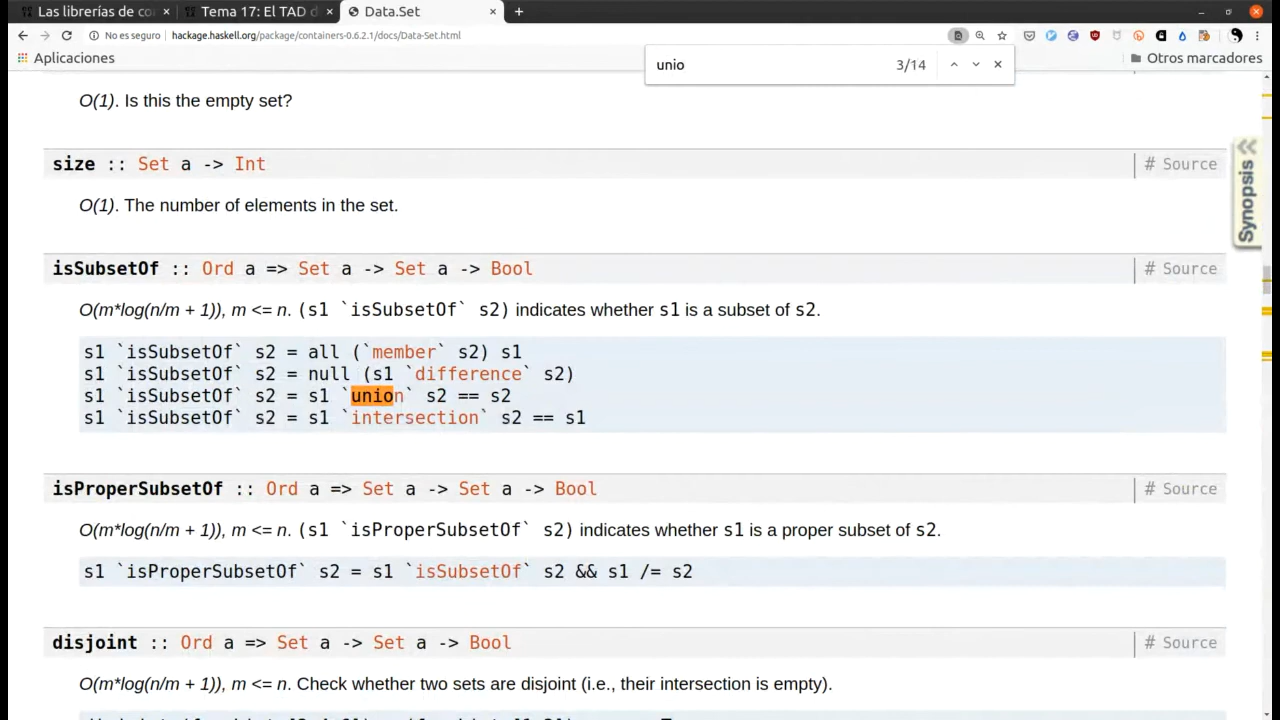 Las librerías de co
Tema 17: El TAD d
Data.Set
No es seguro | hackage.haskell.org/package/containers-0.6.2.1/docs/Data-Set.html
Aplicaciones
unio 3/14
Otros marcadores
O(1). Is this the empty set?
size :: Set a -> Int # Source
O(1). The number of elements in the set.
Synopsis
isSubsetOf :: Ord a => Set a -> Set a -> Bool # Source
O(m*log(n/m + 1)), m <= n. (s1 `isSubsetOf` s2) indicates whether s1 is a subset of s2.
s1 `isSubsetOf` s2 = all (`member` s2) s1
s1 `isSubsetOf` s2 = null (s1 `difference` s2)
s1 `isSubsetOf` s2 = s1 `union` s2 == s2
s1 `isSubsetOf` s2 = s1 `intersection` s2 == s1
isProperSubsetOf :: Ord a => Set a -> Set a -> Bool # Source
O(m*log(n/m + 1)), m <= n. (s1 `isProperSubsetOf` s2) indicates whether s1 is a proper subset of s2.
s1 `isProperSubsetOf` s2 = s1 `isSubsetOf` s2 && s1 /= s2
disjoint :: Ord a => Set a -> Set a -> Bool # Source
O(m*log(n/m + 1)), m <= n. Check whether two sets are disjoint (i.e., their intersection is empty).